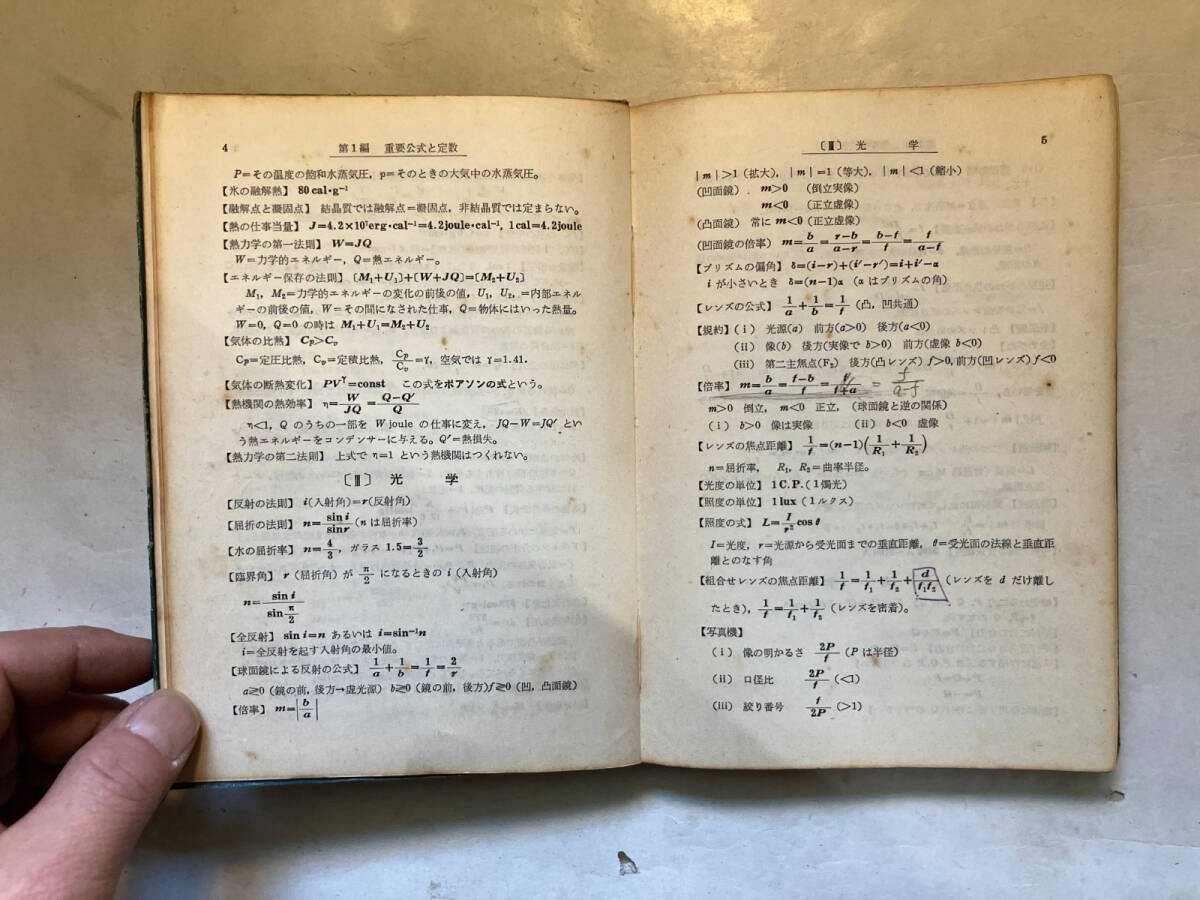 4 第1編 重要公式と定数
P=その温度の飽和水蒸気圧, p=そのときの大気中の水蒸気圧。
【氷の融解熱】 80 cal・g⁻¹
【融解点と凝固点】 結晶質では融解点=凝固点, 非結晶質では定まらない。
【熱の仕事当量】 J=4.2×10⁷erg・cal⁻¹=4.2joule・cal⁻¹, 1cal=4.2joule
【熱力学の第一法則】 W=JQ
W=力学的エネルギー, Q=熱エネルギー。
【エネルギー保存の法則】 〔M₁+U₁〕+〔W+JQ〕=〔M₂+U₂〕
M₁, M₂=力学的エネルギーの変化の前後の値, U₁, U₂,=内部エネル
ギーの前後の値, W=その間になされた仕事, Q=物体にはいった熱量。
W=0, Q=0 の時は M₁+U₁=M₂+U₂
【気体の比熱】 Cp>Cv
Cp=定圧比熱, Cv=定積比熱, Cp/Cv=γ, 空気では γ=1.41.
【気体の断熱変化】 PV^γ=const この式をポアソンの式という。
【熱機関の熱効率】 η=W/JQ=(Q−Q′)/Q
η<1, Q のうちの一部を W joule の仕事に変え, JQ−W=JQ′ とい
う熱エネルギーをコンデンサーに与える。Q′=熱損失。
【熱力学の第二法則】 上式で η=1 という熱機関はつくれない。
〔Ⅱ〕 光 学
【反射の法則】 i(入射角)=r(反射角)
【屈折の法則】 n=sin i/sin r (n は屈折率)
【水の屈折率】 n=4/3, ガラス 1.5=3/2
【臨界角】 r (屈折角) が π/2 になるときの i (入射角)
n=sin i/sin π/2
【全反射】 sin i=n あるいは i=sin⁻¹n
i=全反射を起す入射角の最小値。
【球面鏡による反射の公式】 1/a+1/b=1/f=2/r
a≷0 (鏡の前, 後方→虚光源) b≷0 (鏡の前, 後方) f≷0 (凹, 凸面鏡)
【倍率】 m=|b/a|
〔Ⅱ〕 光 学 5
|m|>1 (拡大), |m|=1 (等大), |m|<1 (縮小)
(凹面鏡) m>0 (倒立実像)
m<0 (正立虚像)
(凸面鏡) 常に m<0 (正立虚像)
(凹面鏡の倍率) m=b/a=(r−b)/(a−r)=(b−f)/f=f/(a−f)
【プリズムの偏角】 δ=(i−r)+(i′−r′)=i+i′−α
i が小さいとき δ=(n−1)α (α はプリズムの角)
【レンズの公式】 1/a+1/b=1/f (凸, 凹共通)
【規約】 (i) 光源(a) 前方(a>0) 後方(a<0)
(ii) 像(b) 後方(実像で b>0) 前方(虚像 b<0)
(iii) 第二主焦点(F₂) 後方(凸レンズ) f>0, 前方(凹レンズ) f<0
【倍率】 m=b/a=(f−b)/f=f/(f+a) = f/(a−f)
m>0 倒立, m<0 正立, (球面鏡と逆の関係)
(i) b>0 像は実像 (ii) b<0 虚像
【レンズの焦点距離】 1/f=(n−1)(1/R₁+1/R₂)
n=屈折率, R₁, R₂=曲率半径。
【光度の単位】 1 C.P.(1燭光)
【照度の単位】 1 lux (1ルクス)
【照度の式】 L=I/r² cos θ
I=光度, r=光源から受光面までの垂直距離, θ=受光面の法線と垂直距
離とのなす角
【組合せレンズの焦点距離】 1/f=1/f₁+1/f₂+d/f₁f₂ (レンズを d だけ離し
たとき), 1/f=1/f₁+1/f₂ (レンズを密着)。
【写真機】
(i) 像の明かるさ 2P/f (P は半径)
(ii) 口径比 2P/f (<1)
(iii) 絞り番号 f/2P (>1)